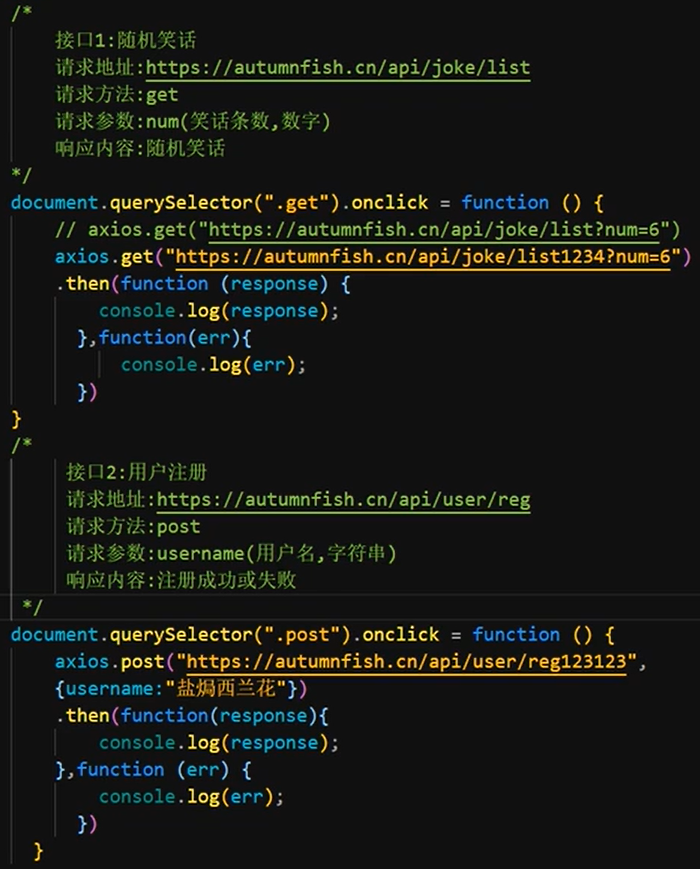 /*
接口1:随机笑话
请求地址:https://autumnfish.cn/api/joke/list
请求方法:get
请求参数:num(笑话条数,数字)
响应内容:随机笑话
*/
document.querySelector(".get").onclick = function () {
// axios.get("https://autumnfish.cn/api/joke/list?num=6")
axios.get("https://autumnfish.cn/api/joke/list1234?num=6")
.then(function (response) {
console.log(response);
},function(err){
console.log(err);
})
}
/*
接口2:用户注册
请求地址:https://autumnfish.cn/api/user/reg
请求方法:post
请求参数:username(用户名,字符串)
响应内容:注册成功或失败
*/
document.querySelector(".post").onclick = function () {
axios.post("https://autumnfish.cn/api/user/reg123123",
{username:"盐焗西兰花"})
.then(function(response){
console.log(response);
},function (err) {
console.log(err);
})
}